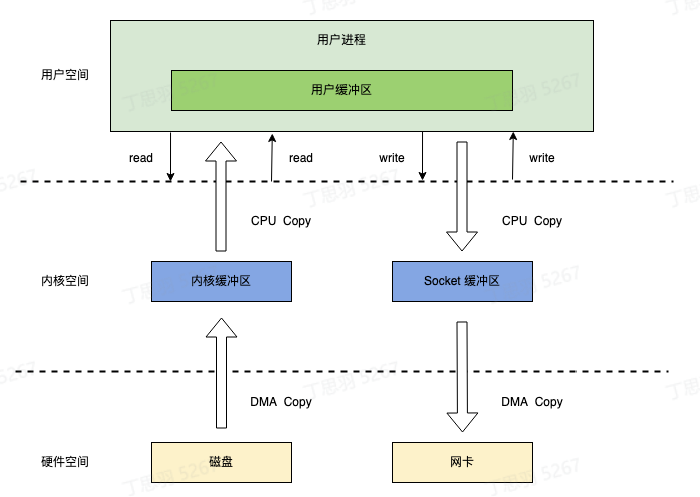 用户进程
用户空间
用户缓冲区
read
read
write
write
CPU Copy
CPU Copy
内核空间
内核缓冲区
Socket 缓冲区
DMA Copy
DMA Copy
硬件空间
磁盘
网卡
丁思羽 5267